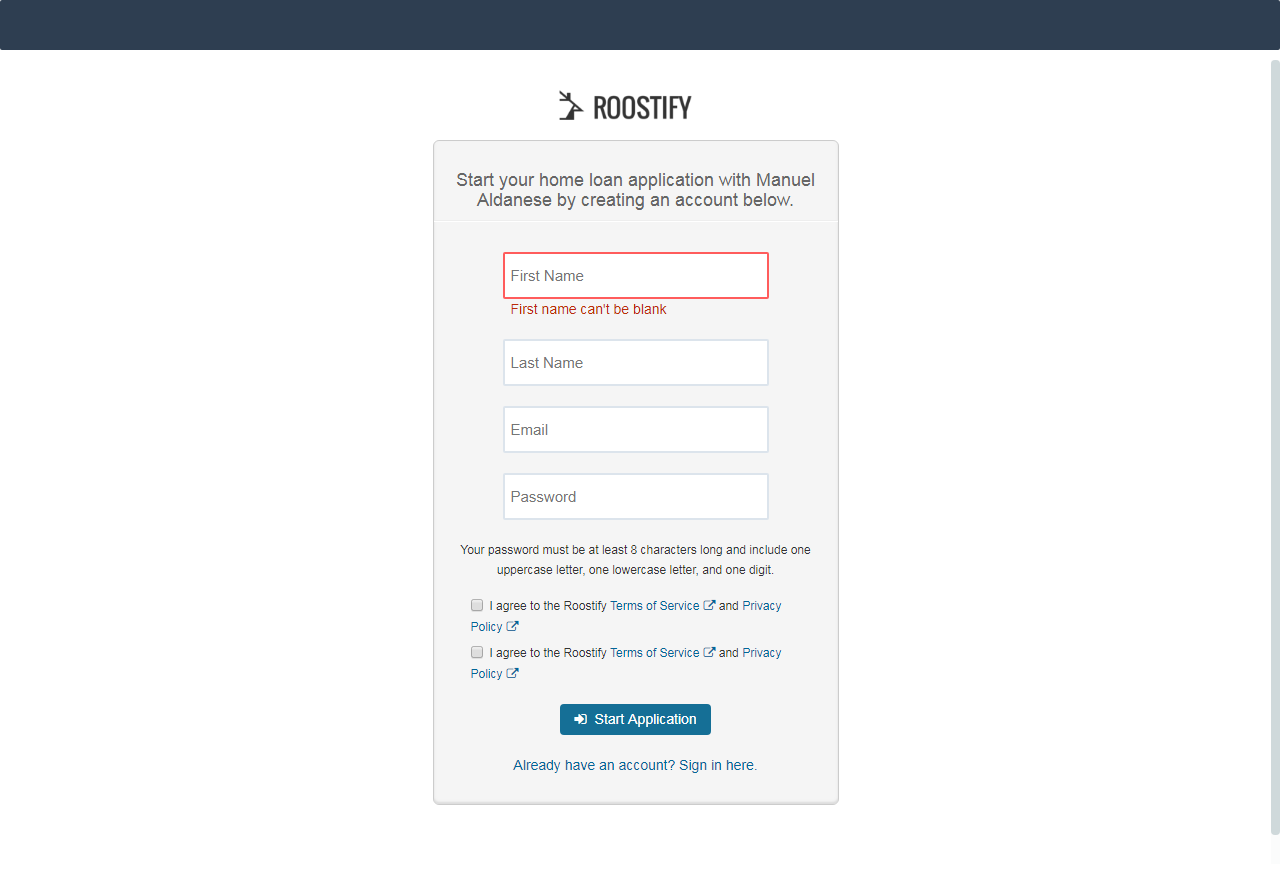 ROOSTIFY
Start your home loan application with Manuel
Aldanese by creating an account below.
First Name
First name can't be blank
Last Name
Email
Password
Your password must be at least 8 characters long and include one
uppercase letter, one lowercase letter, and one digit.
I agree to the Roostify Terms of Service and Privacy
Policy
I agree to the Roostify Terms of Service and Privacy
Policy
Start Application
Already have an account? Sign in here.